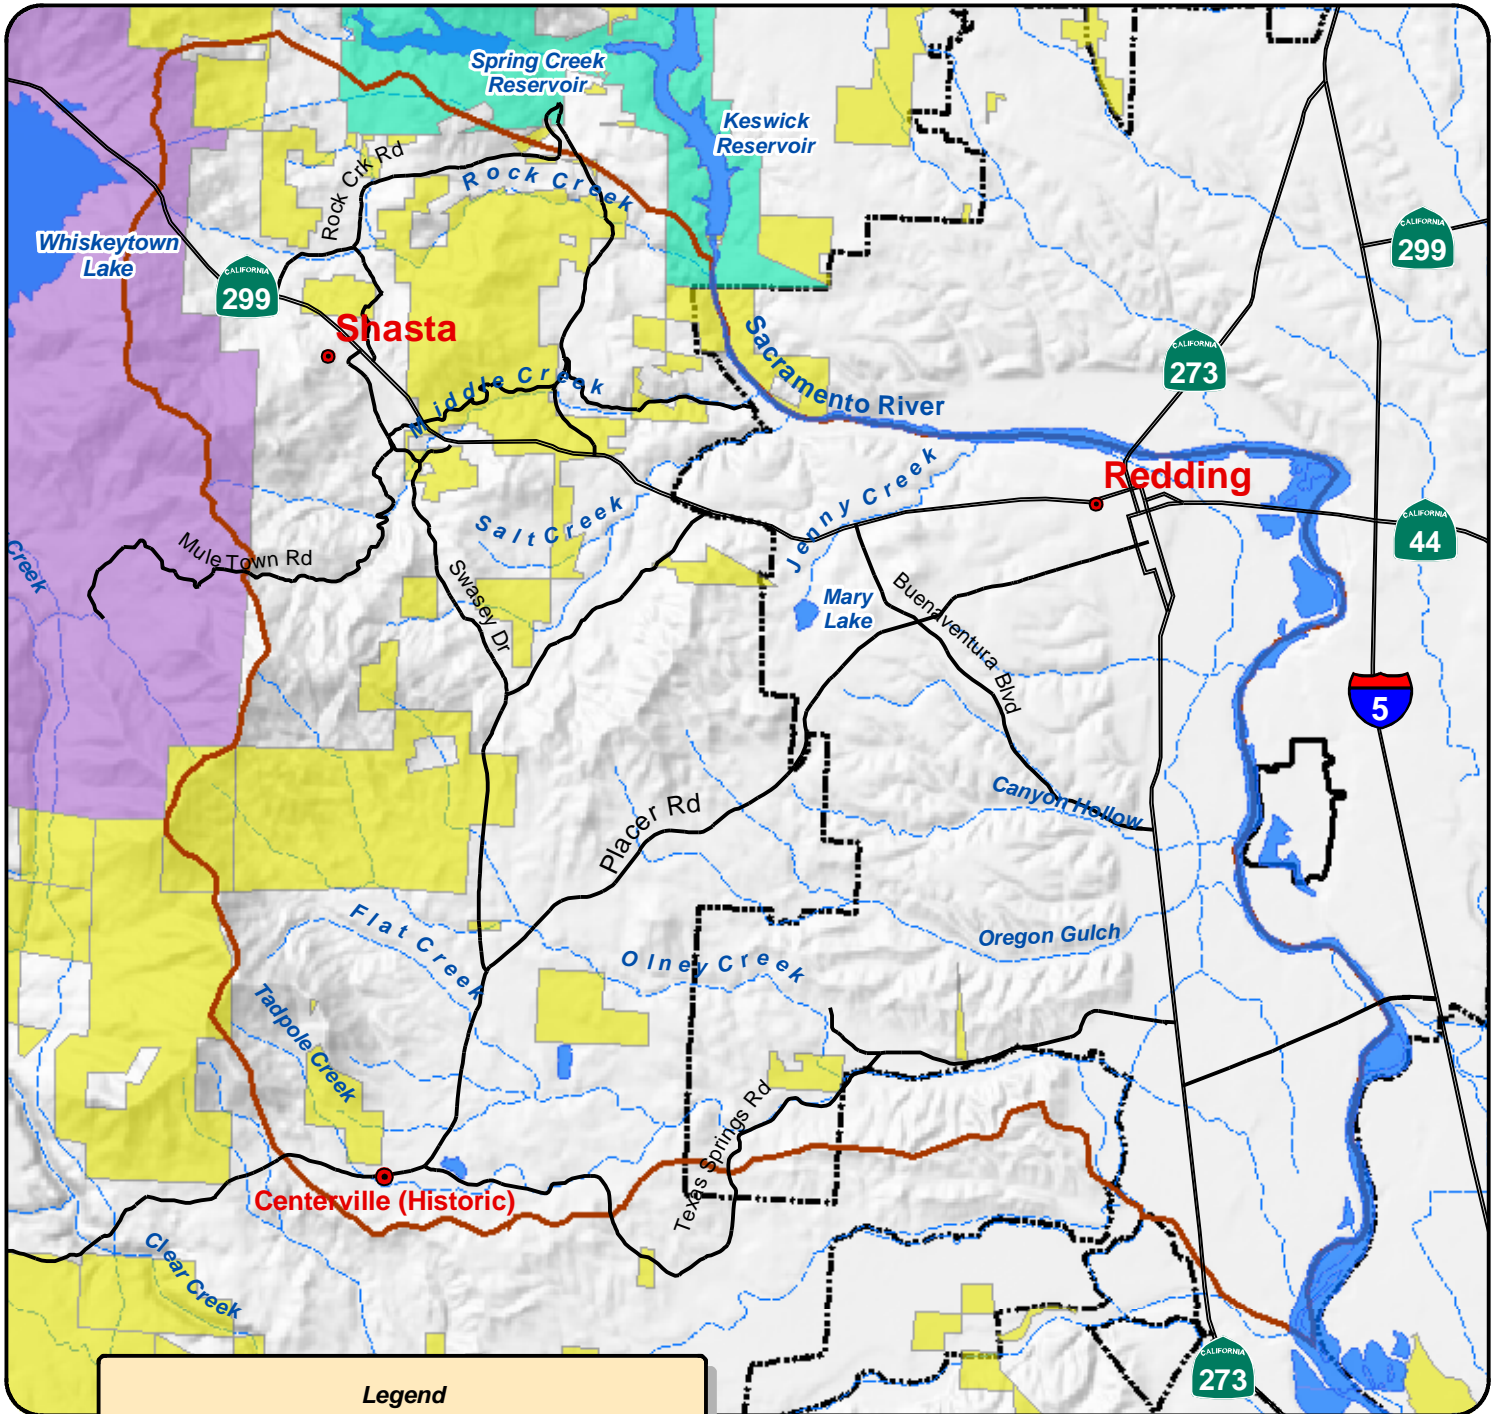 Spring Creek
Reservoir
Keswick
Reservoir
Rock Crk Rd
Rock Creek
Whiskeytown
Lake
CALIFORNIA
299
CALIFORNIA
299
Shasta
Sacramento River
CALIFORNIA
273
Middle Creek
Jenny Creek
Redding
Salt Creek
CALIFORNIA
44
Creek
Mule Town Rd
Swasey Dr
Mary
Lake
Buenaventura Blvd
5
Canyon Hollow
Placer Rd
Flat Creek
Olney Creek
Oregon Gulch
Tadpole Creek
Texas Springs Rd
Centerville (Historic)
Clear Creek
CALIFORNIA
273
Legend